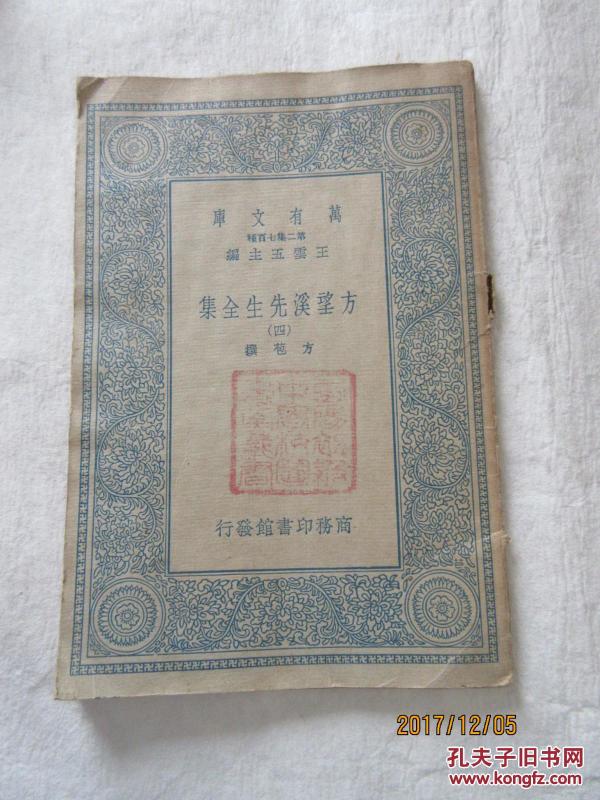 萬有文庫
第二集七百種
王雲五主編
方望溪先生全集
(四)
方苞撰
商務印書館發行
2017/12/05
孔夫子旧书网
www.kongfz.com